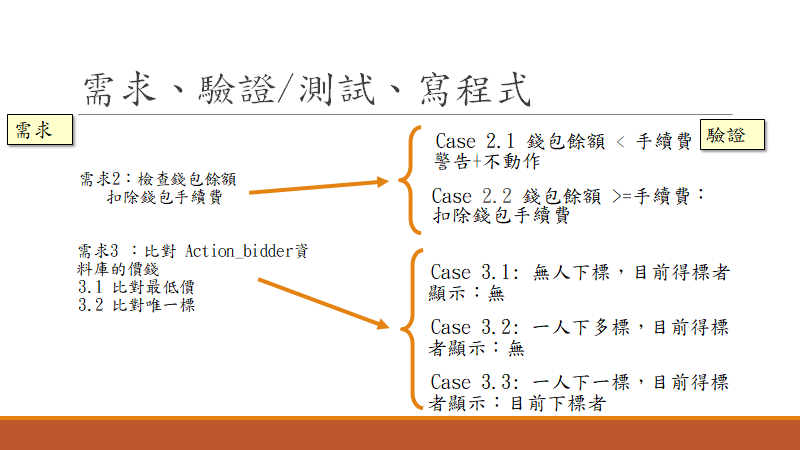 需求、驗證/測試、寫程式
需求
驗證
需求2：檢查錢包餘額
扣除錢包手續費
Case 2.1 錢包餘額 < 手續費
警告+不動作
Case 2.2 錢包餘額 >=手續費：
扣除錢包手續費
需求3 ：比對 Action_bidder資
料庫的價錢
3.1 比對最低價
3.2 比對唯一標
Case 3.1: 無人下標，目前得標者
顯示：無
Case 3.2: 一人下多標，目前得標
者顯示：無
Case 3.3: 一人下一標，目前得標
者顯示：目前下標者